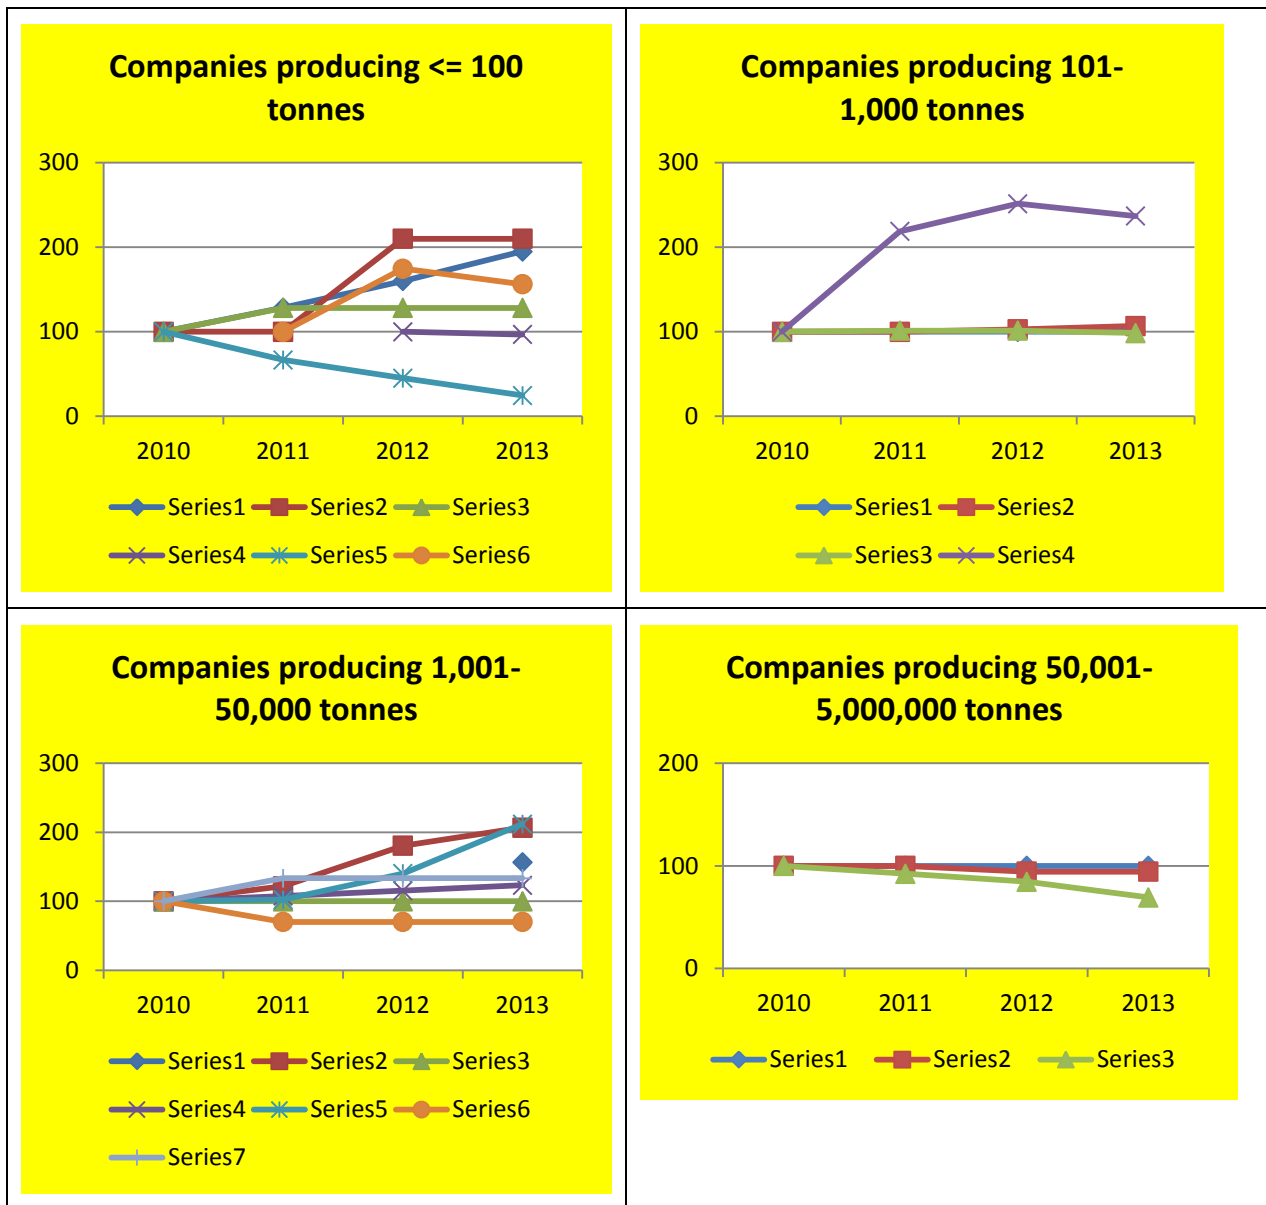 Companies producing <= 100
tonnes
300
200
100
0
2010 2011 2012 2013
Series1 Series2 Series3
Series4 Series5 Series6
Companies producing 101-
1,000 tonnes
300
200
100
0
2010 2011 2012 2013
Series1 Series2
Series3 Series4
Companies producing 1,001-
50,000 tonnes
300
200
100
0
2010 2011 2012 2013
Series1 Series2 Series3
Series4 Series5 Series6
Series7
Companies producing 50,001-
5,000,000 tonnes
200
100
0
2010 2011 2012 2013
Series1 Series2 Series3